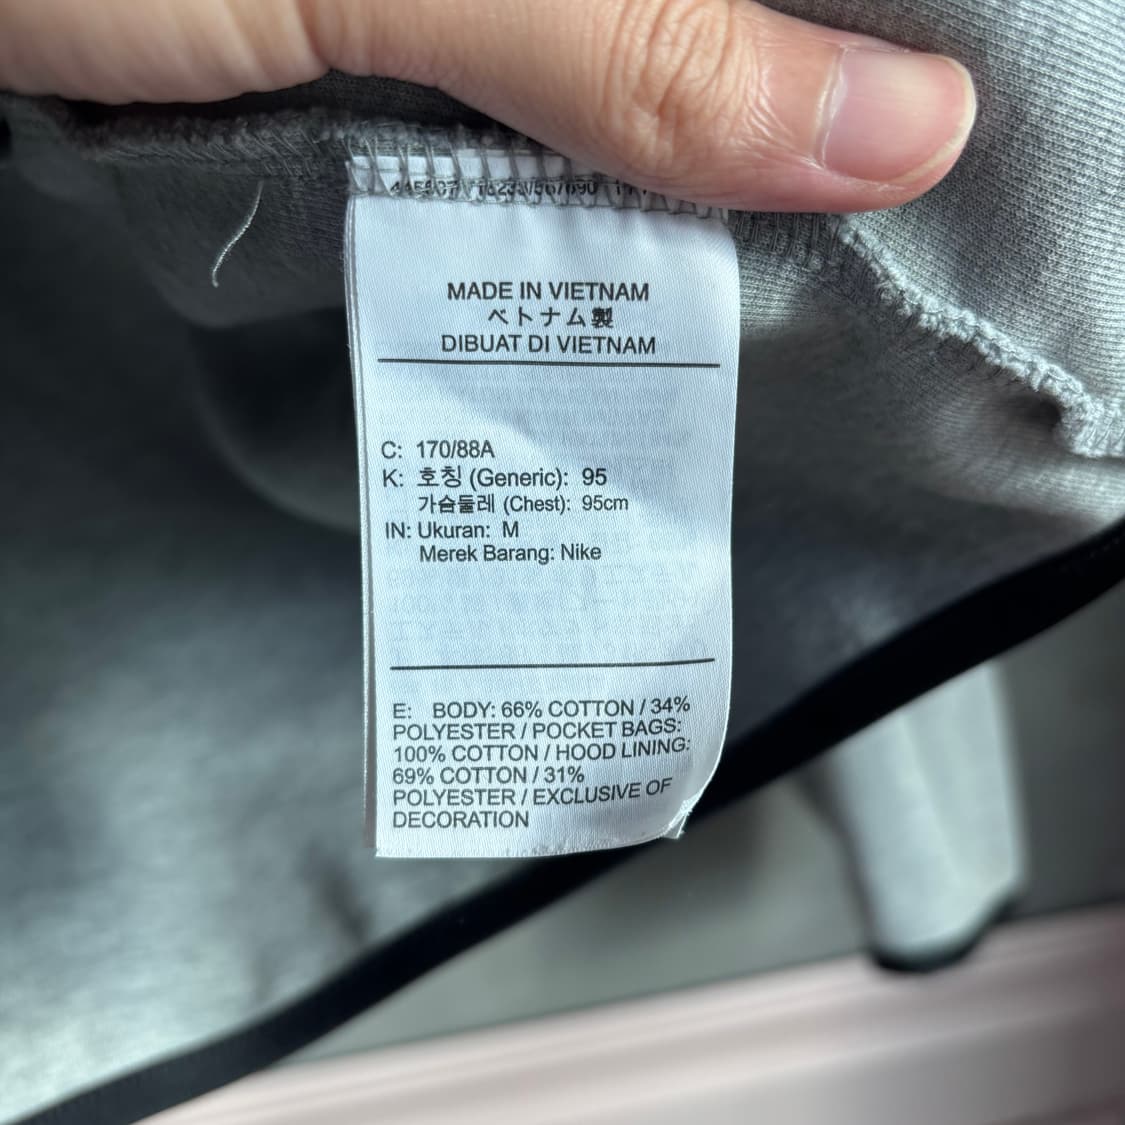 MADE IN VIETNAM
ベトナム製
DIBUAT DI VIETNAM
C: 170/88A
K: 호칭 (Generic): 95
가슴둘레 (Chest): 95cm
IN: Ukuran: M
Merek Barang: Nike
E: BODY: 66% COTTON / 34%
POLYESTER / POCKET BAGS:
100% COTTON / HOOD LINING:
69% COTTON / 31%
POLYESTER / EXCLUSIVE OF
DECORATION